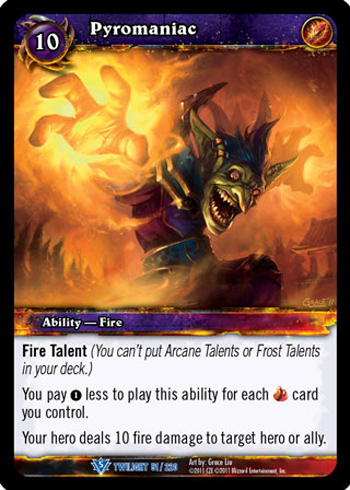 10
Pyromaniac
GRACE '11
Ability — Fire
Fire Talent (You can't put Arcane Talents or Frost Talents
in your deck.)
You pay 1 less to play this ability for each card
you control.
Your hero deals 10 fire damage to target hero or ally.
TWILIGHT 91/220
Art by: Grace Liu
©2011 CZE ©2011 Blizzard Entertainment, Inc.